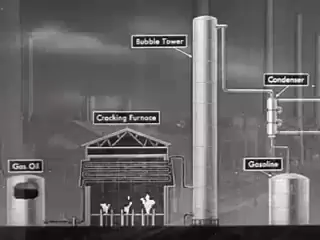 Bubble Tower
Condenser
Cracking Furnace
Gas Oil
Gasoline